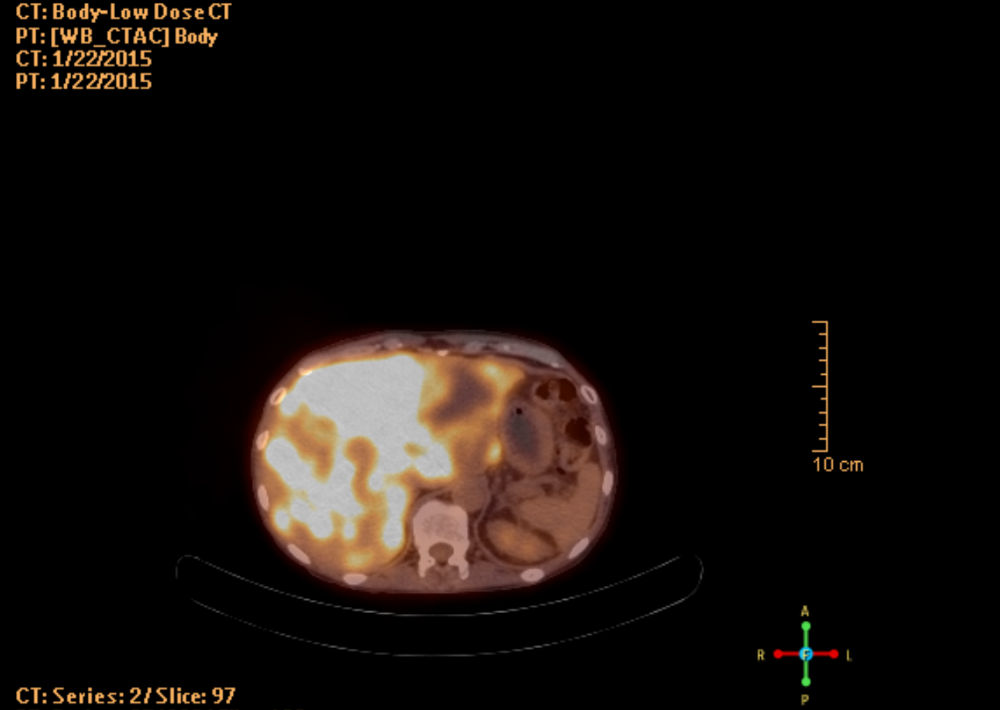 CT: Body-Low Dose CT
PT: [WB_CTAC] Body
CT: 1/22/2015
PT: 1/22/2015
10 cm
A
R F L
P
CT: Series: 2/ Slice: 97